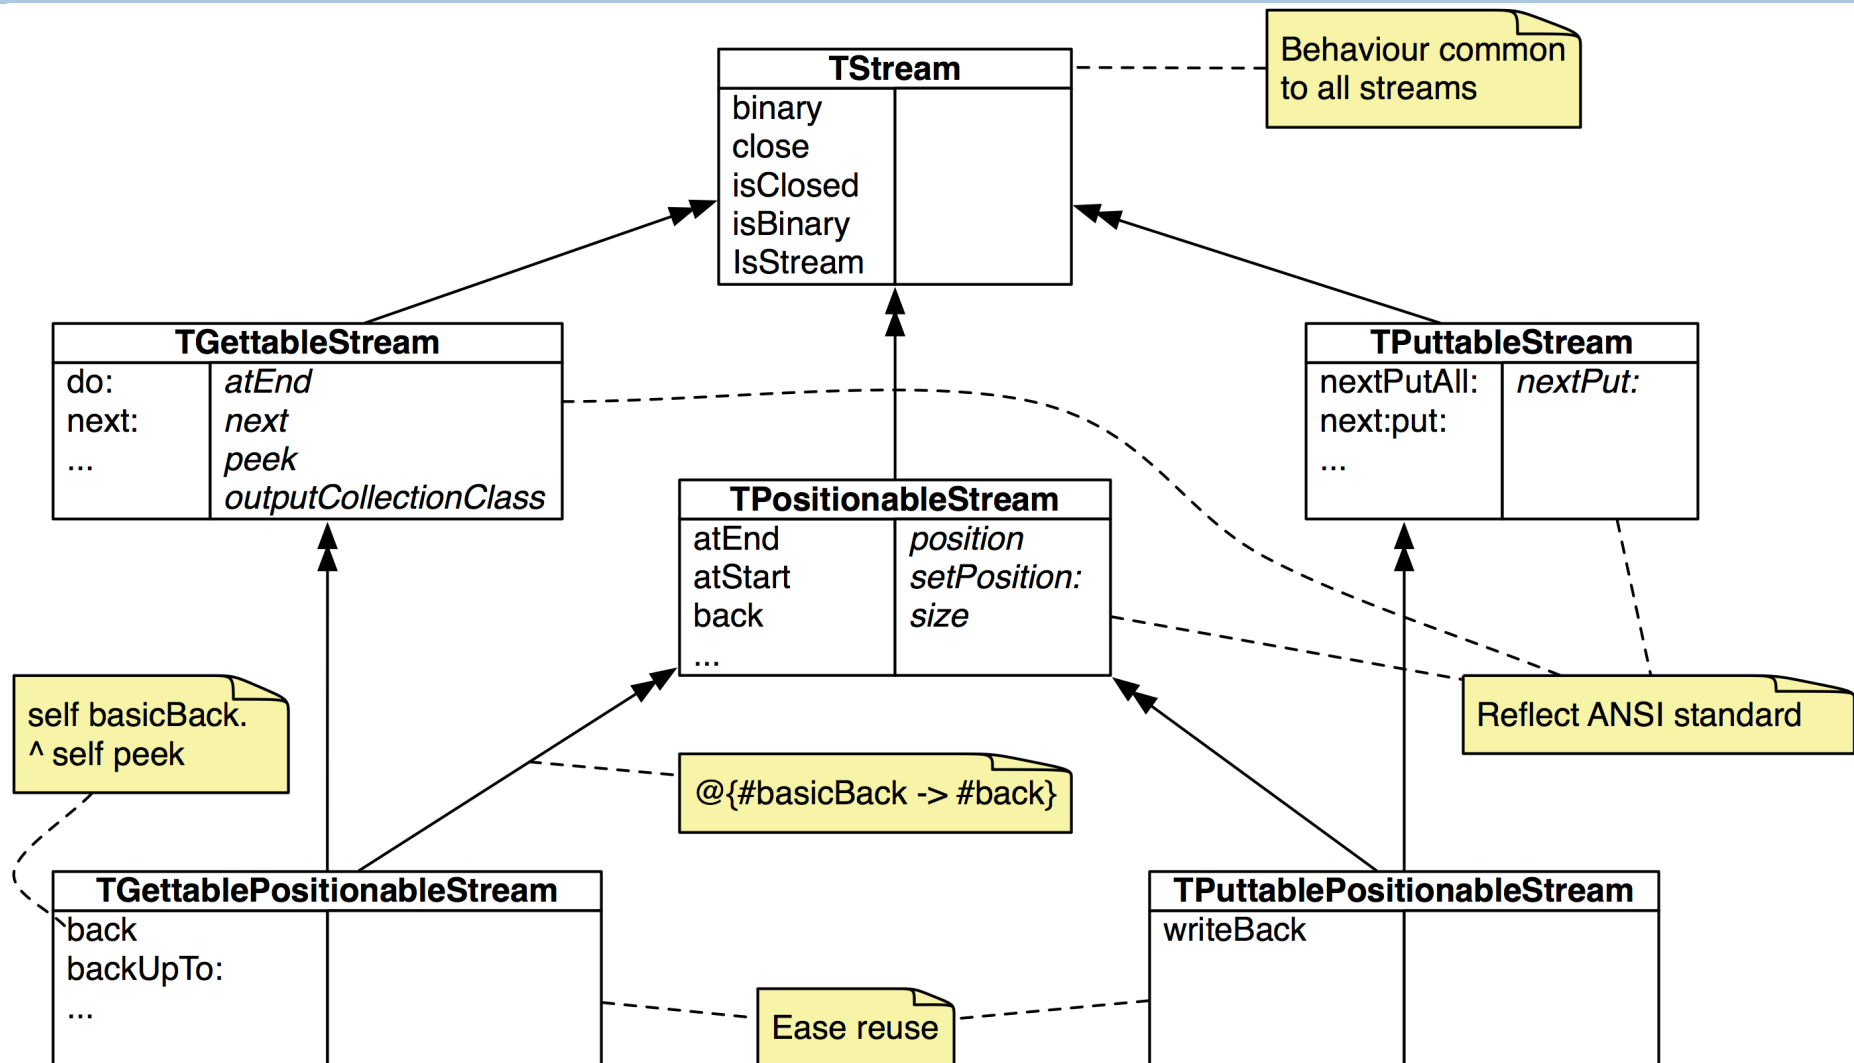 TStream
binary
close
isClosed
isBinary
IsStream
Behaviour common
to all streams
TGettableStream
do:
next:
...
atEnd
next
peek
outputCollectionClass
TPuttableStream
nextPutAll:
next:put:
...
nextPut:
TPositionableStream
atEnd
atStart
back
...
position
setPosition:
size
self basicBack.
^ self peek
Reflect ANSI standard
@{#basicBack -> #back}
TGettablePositionableStream
back
backUpTo:
...
TPuttablePositionableStream
writeBack
Ease reuse